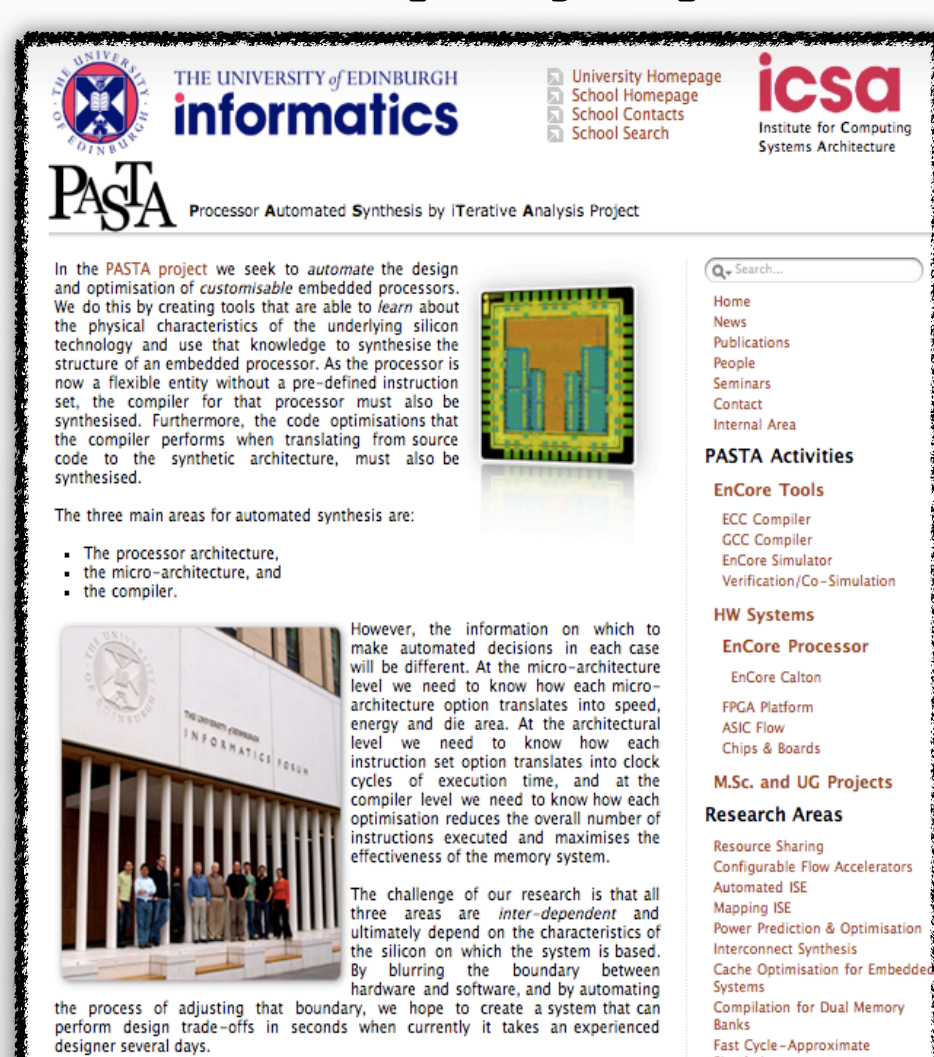 THE UNIVERSITY of EDINBURGH
informatics
THE UNIVERSITY OF EDINBURGH
University Homepage
School Homepage
School Contacts
School Search
icsa
Institute for Computing
Systems Architecture
PASTA
Processor Automated Synthesis by iTerative Analysis Project
In the PASTA project we seek to automate the design
and optimisation of customisable embedded processors.
We do this by creating tools that are able to learn about
the physical characteristics of the underlying silicon
technology and use that knowledge to synthesise the
structure of an embedded processor. As the processor is
now a flexible entity without a pre-defined instruction
set, the compiler for that processor must also be
synthesised. Furthermore, the code optimisations that
the compiler performs when translating from source
code to the synthetic architecture, must also be
synthesised.
The three main areas for automated synthesis are:
▪ The processor architecture,
▪ the micro-architecture, and
▪ the compiler.
THE UNIVERSITY of EDINBURGH
INFORMATICS FORUM
However, the information on which to
make automated decisions in each case
will be different. At the micro-architecture
level we need to know how each micro-
architecture option translates into speed,
energy and die area. At the architectural
level we need to know how each
instruction set option translates into clock
cycles of execution time, and at the
compiler level we need to know how each
optimisation reduces the overall number of
instructions executed and maximises the
effectiveness of the memory system.
The challenge of our research is that all
three areas are inter-dependent and
ultimately depend on the characteristics of
the silicon on which the system is based.
By blurring the boundary between
hardware and software, and by automating
the process of adjusting that boundary, we hope to create a system that can
perform design trade-offs in seconds when currently it takes an experienced
designer several days.
Search...
Home
News
Publications
People
Seminars
Contact
Internal Area
PASTA Activities
EnCore Tools
ECC Compiler
GCC Compiler
EnCore Simulator
Verification/Co-Simulation
HW Systems
EnCore Processor
EnCore Calton
FPGA Platform
ASIC Flow
Chips & Boards
M.Sc. and UG Projects
Research Areas
Resource Sharing
Configurable Flow Accelerators
Automated ISE
Mapping ISE
Power Prediction & Optimisation
Interconnect Synthesis
Cache Optimisation for Embedded
Systems
Compilation for Dual Memory
Banks
Fast Cycle-Approximate